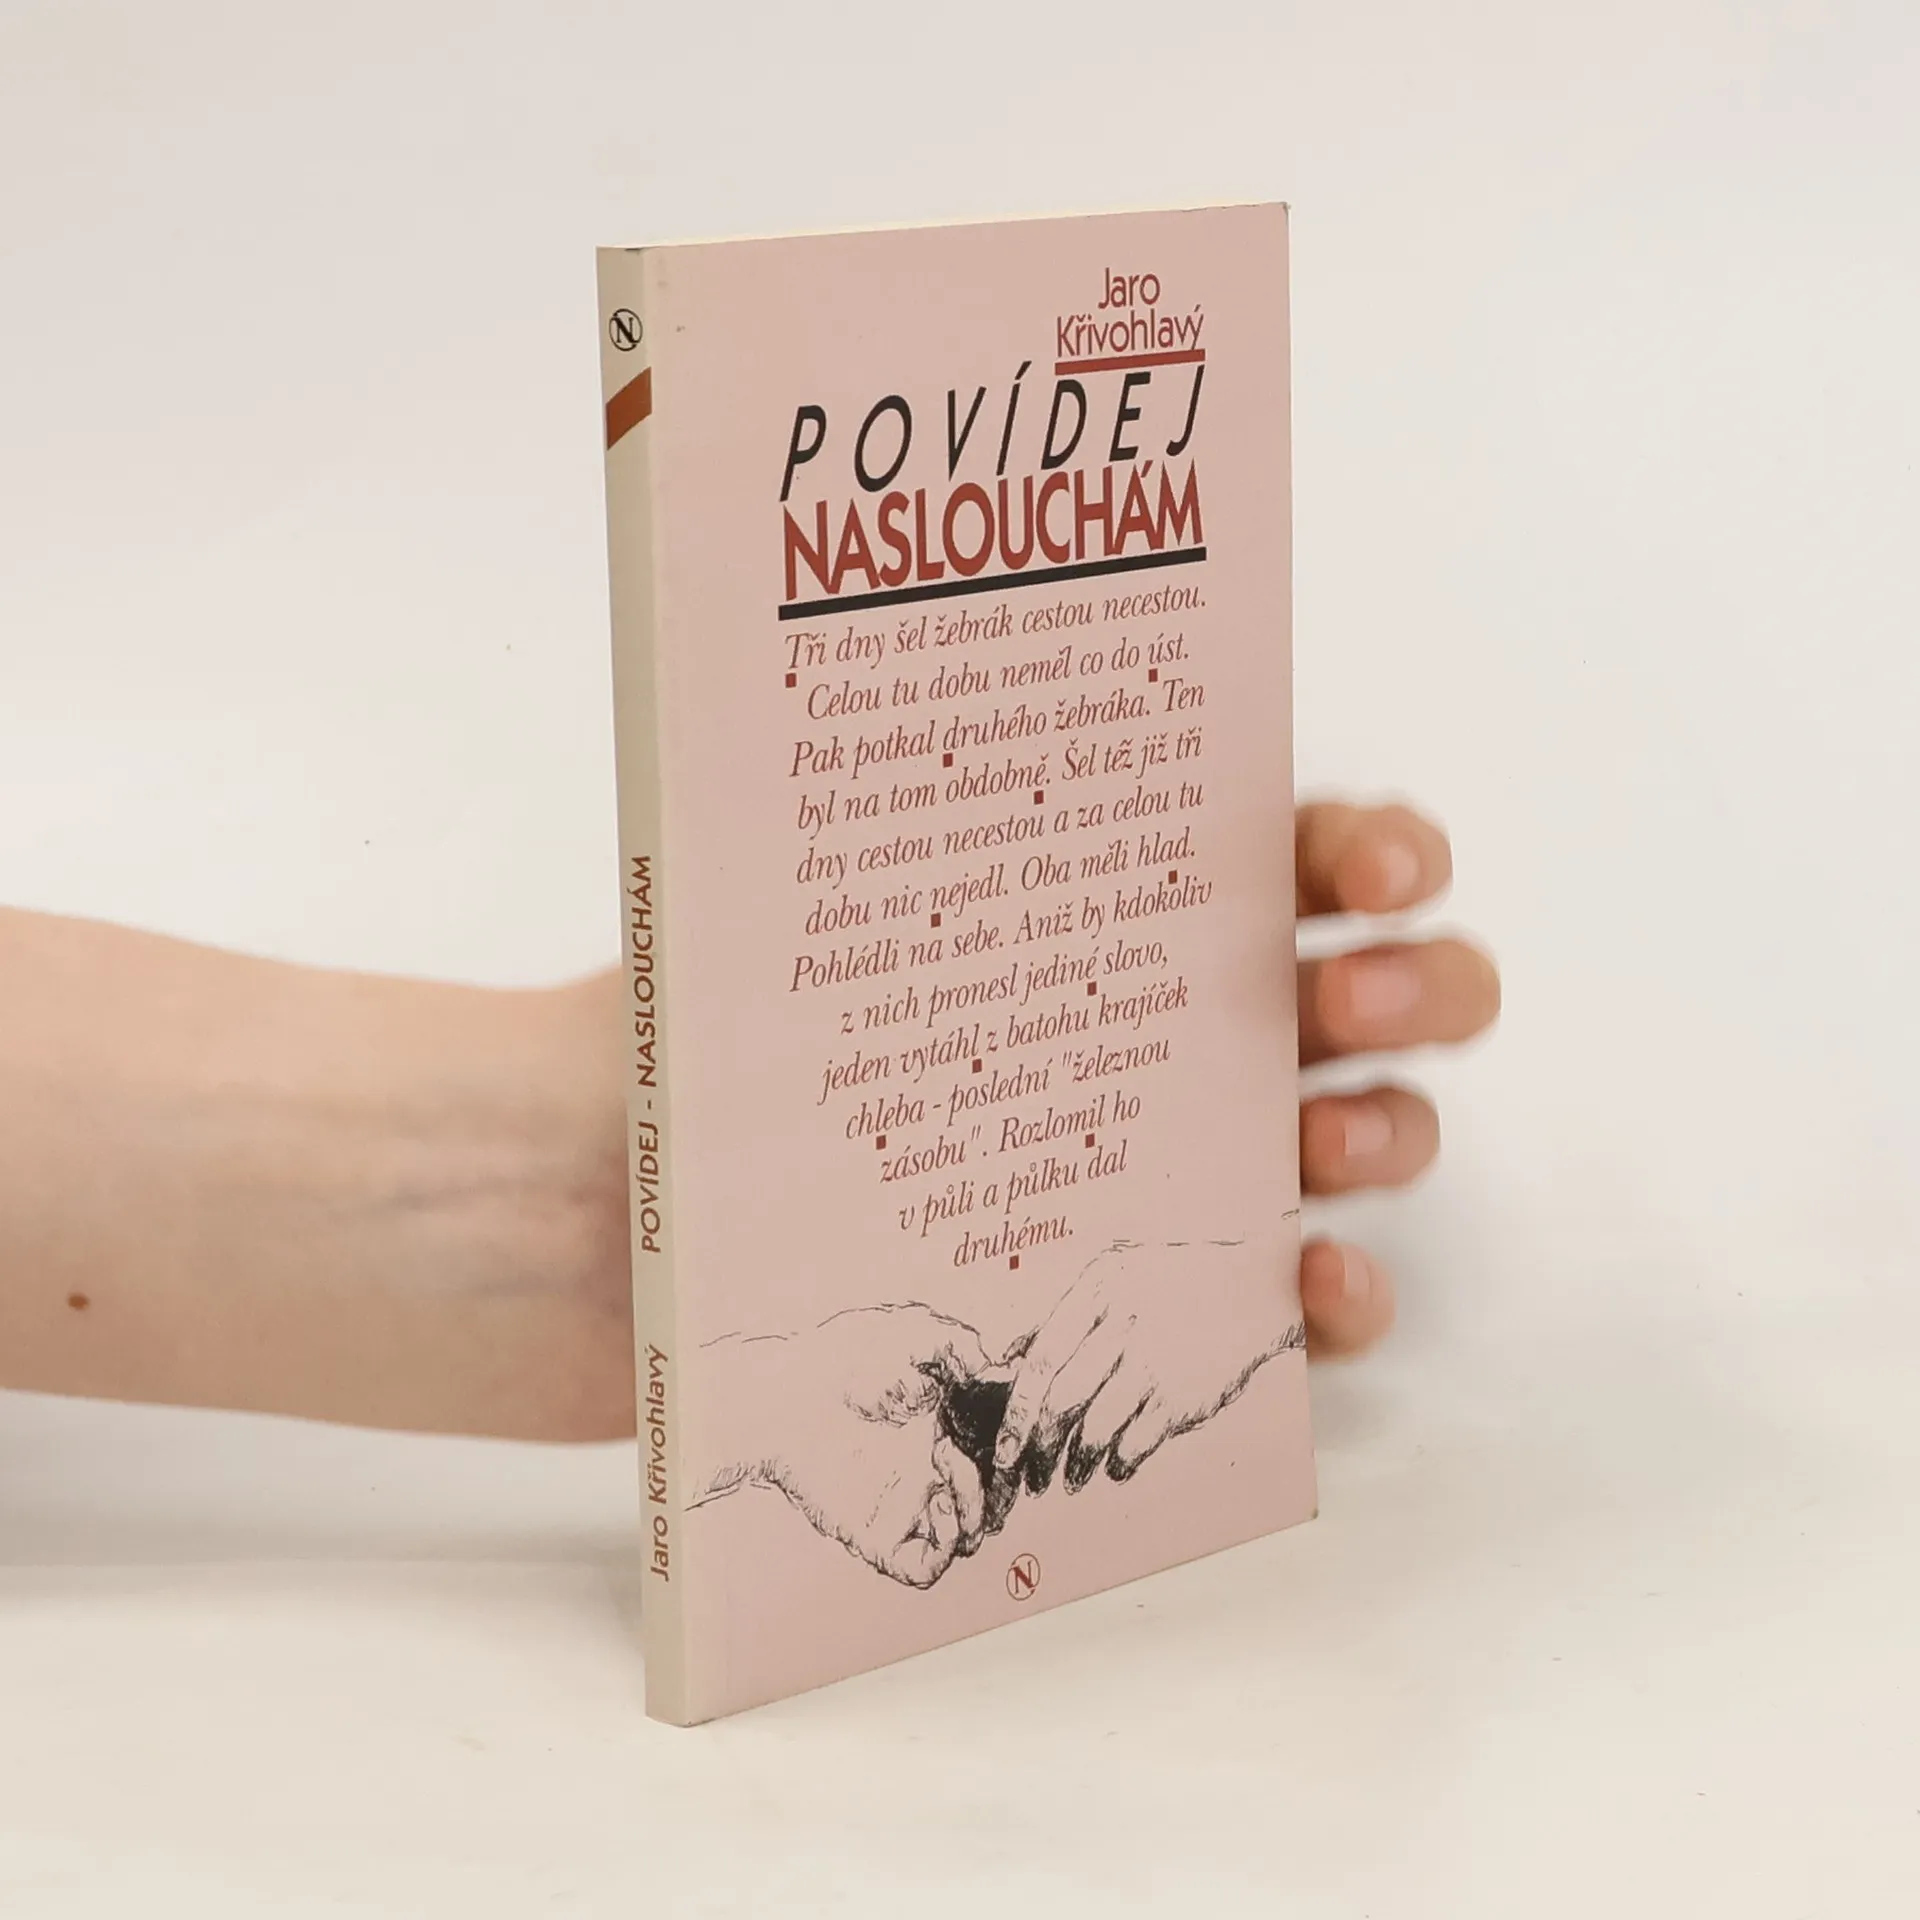 N
POVÍDEJ - NASLOUCHÁM
Jaro Křivohlavý
Jaro
Křivohlavý
POVÍDEJ
NASLOUCHÁM
Tři dny šel žebrák cestou necestou.
Celou tu dobu neměl co do úst.
Pak potkal druhého žebráka. Ten
byl na tom obdobně. Šel též již tři
dny cestou necestou a za celou tu
dobu nic nejedl. Oba měli hlad.
Pohlédli na sebe. Aniž by kdokoliv
z nich pronesl jediné slovo,
jeden vytáhl z batohu krajíček
chleba - poslední "železnou
zásobu". Rozlomil ho
v půli a půlku dal
druhému.
N